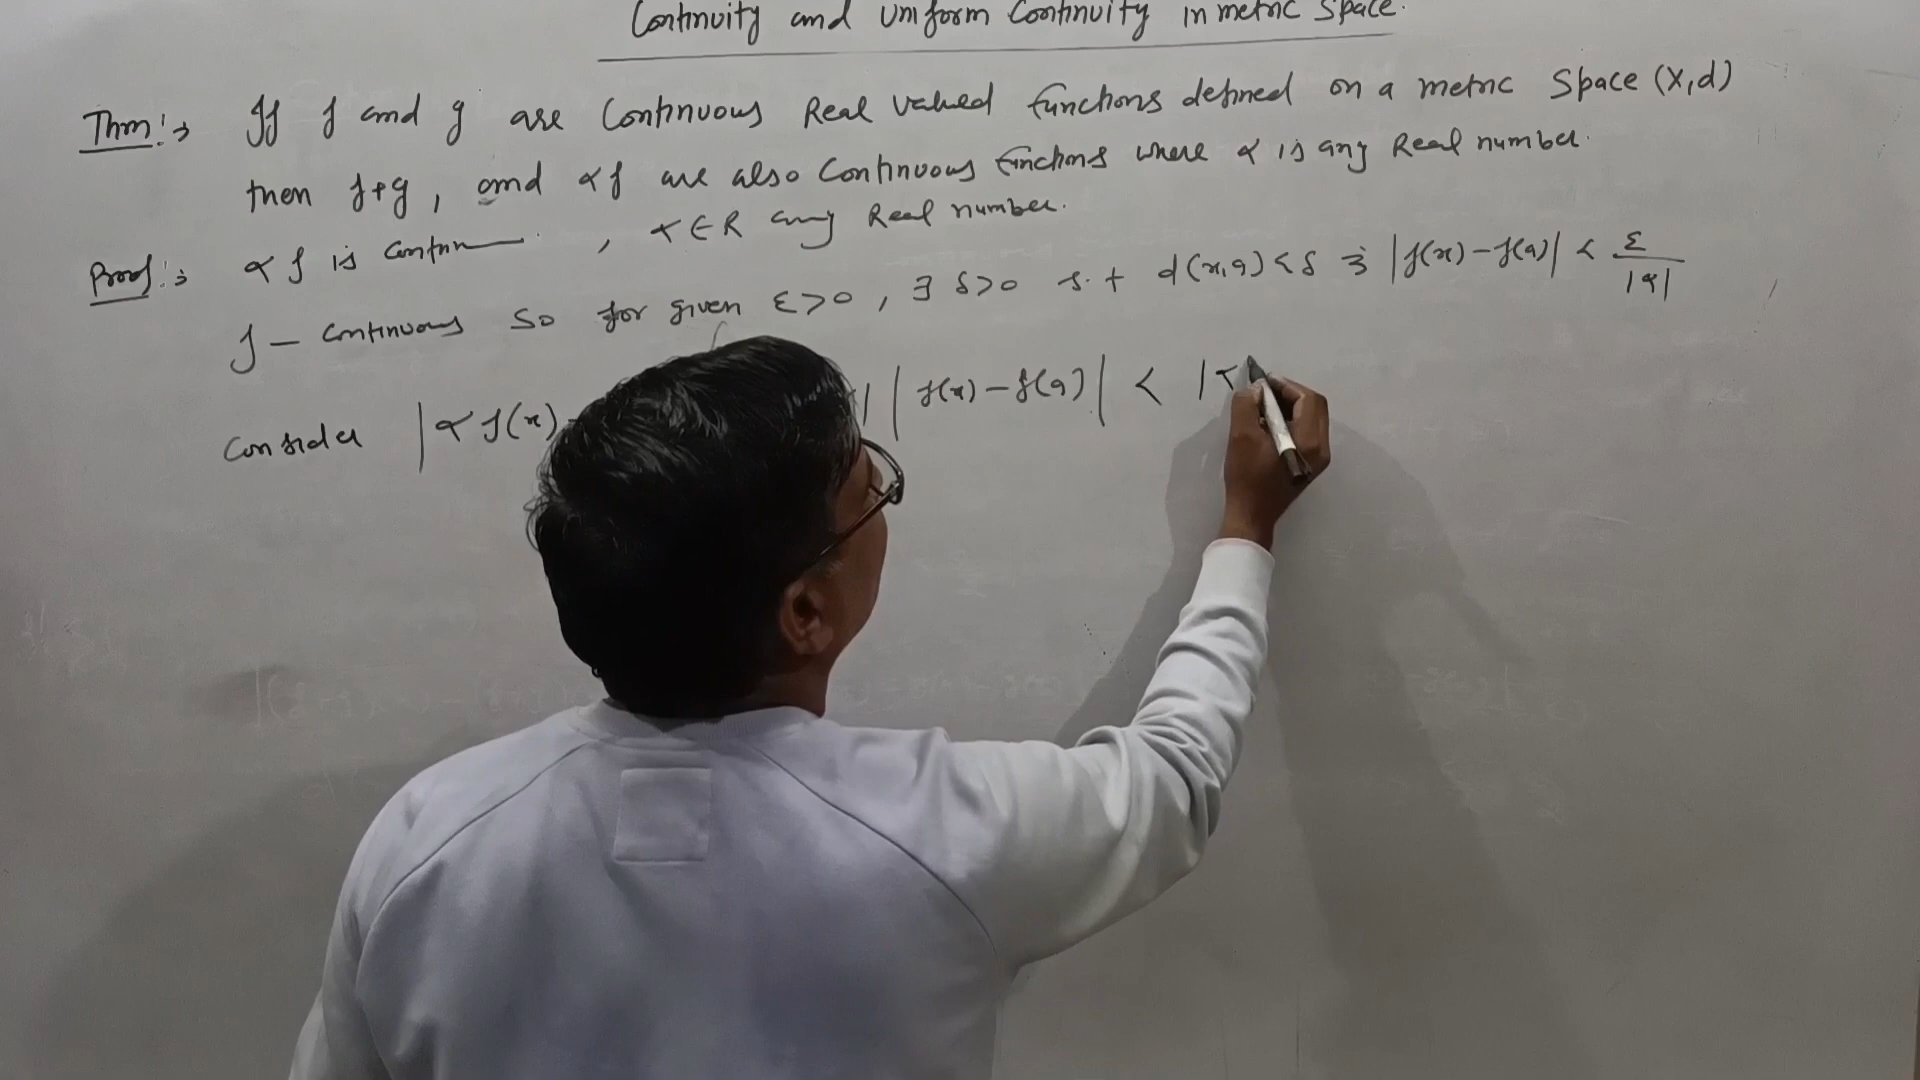 Continuity and uniform Continuity in metric space.
Thm:→ If f and g are Continuous Real valued functions defined on a metric Space (X,d)
then f+g, and αf are also Continuous functions where α is any Real number.
Proof:→ αf is contin , α∈R any Real number.
f - continuous so for given ε>0, ∃ δ>0 s.t d(x,a)<δ ⇒ |f(x)-f(a)| < ε/|α|
Consider |αf(x)- | |f(x)-f(a)| < |α